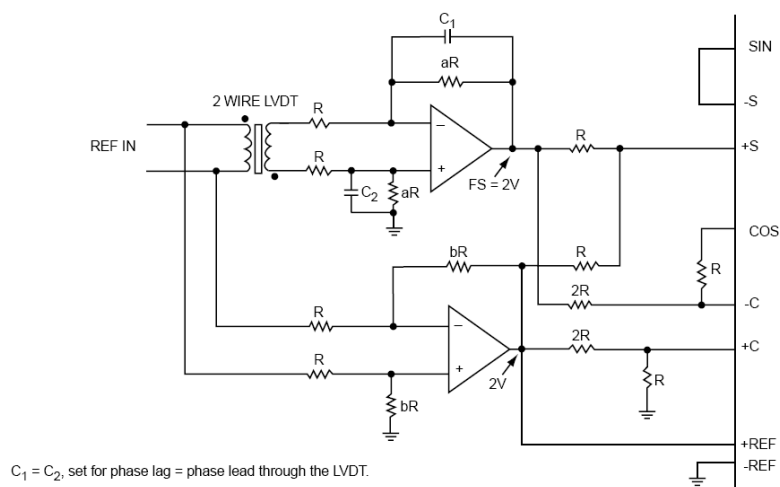 C1
aR
SIN
2 WIRE LVDT
R
-S
REF IN
–
R
+S
R
+
FS = 2V
C2
aR
COS
bR
R
R
2R
-C
R
–
2R
+C
R
+
2V
R
bR
+REF
-REF
C1 = C2, set for phase lag = phase lead through the LVDT.